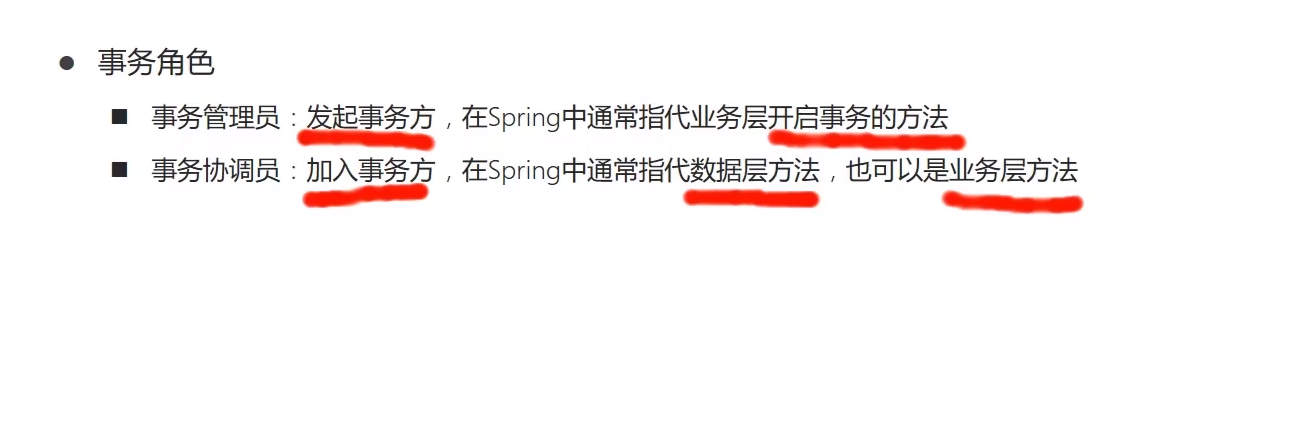 事务角色
事务管理员：发起事务方，在Spring中通常指代业务层开启事务的方法
事务协调员：加入事务方，在Spring中通常指代数据层方法，也可以是业务层方法